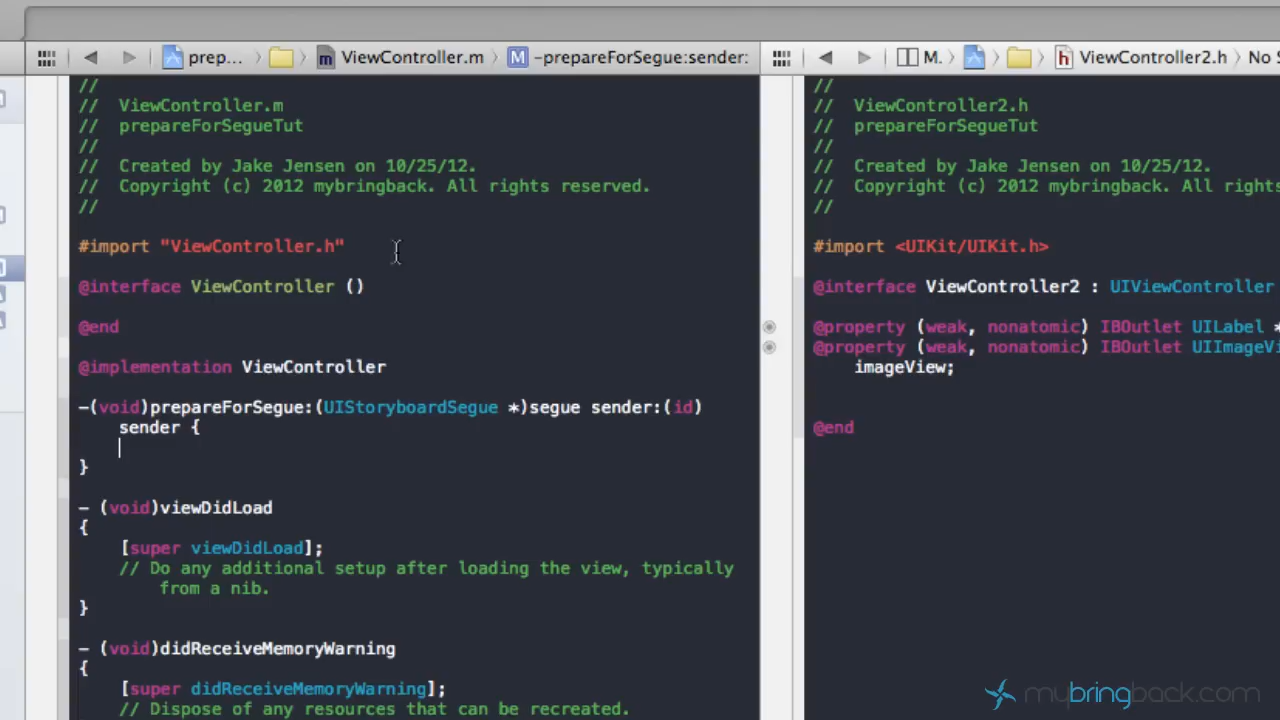 prep... ViewController.m M -prepareForSegue:sender:
//
// ViewController.m
// prepareForSegueTut
//
// Created by Jake Jensen on 10/25/12.
// Copyright (c) 2012 mybringback. All rights reserved.
//
#import "ViewController.h"
@interface ViewController ()
@end
@implementation ViewController
-(void)prepareForSegue:(UIStoryboardSegue *)segue sender:(id)
sender {
}
- (void)viewDidLoad
{
[super viewDidLoad];
// Do any additional setup after loading the view, typically
from a nib.
}
- (void)didReceiveMemoryWarning
{
[super didReceiveMemoryWarning];
// Dispose of any resources that can be recreated.
M. h ViewController2.h No S
//
// ViewController2.h
// prepareForSegueTut
//
// Created by Jake Jensen on 10/25/12.
// Copyright (c) 2012 mybringback. All rights
//
#import <UIKit/UIKit.h>
@interface ViewController2 : UIViewController
@property (weak, nonatomic) IBOutlet UILabel *
@property (weak, nonatomic) IBOutlet UIImageVi
imageView;
@end
mybringback.com